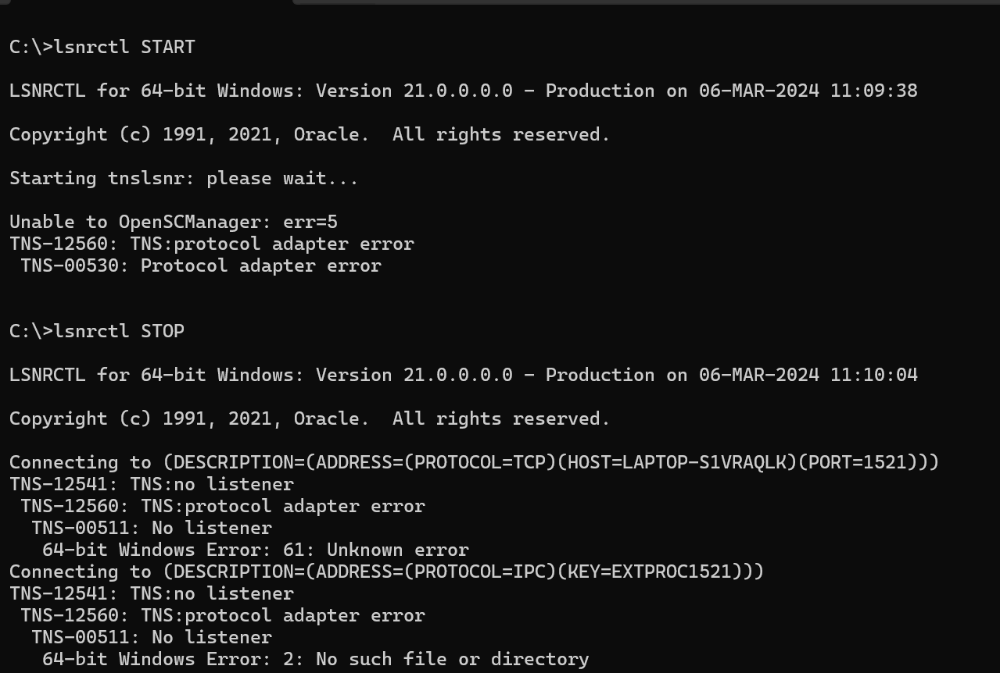 C:\>lsnrctl START
LSNRCTL for 64-bit Windows: Version 21.0.0.0.0 - Production on 06-MAR-2024 11:09:38
Copyright (c) 1991, 2021, Oracle.  All rights reserved.
Starting tnslsnr: please wait...
Unable to OpenSCManager: err=5
TNS-12560: TNS:protocol adapter error
 TNS-00530: Protocol adapter error
C:\>lsnrctl STOP
LSNRCTL for 64-bit Windows: Version 21.0.0.0.0 - Production on 06-MAR-2024 11:10:04
Copyright (c) 1991, 2021, Oracle.  All rights reserved.
Connecting to (DESCRIPTION=(ADDRESS=(PROTOCOL=TCP)(HOST=LAPTOP-S1VRAQLK)(PORT=1521)))
TNS-12541: TNS:no listener
 TNS-12560: TNS:protocol adapter error
  TNS-00511: No listener
   64-bit Windows Error: 61: Unknown error
Connecting to (DESCRIPTION=(ADDRESS=(PROTOCOL=IPC)(KEY=EXTPROC1521)))
TNS-12541: TNS:no listener
 TNS-12560: TNS:protocol adapter error
  TNS-00511: No listener
   64-bit Windows Error: 2: No such file or directory